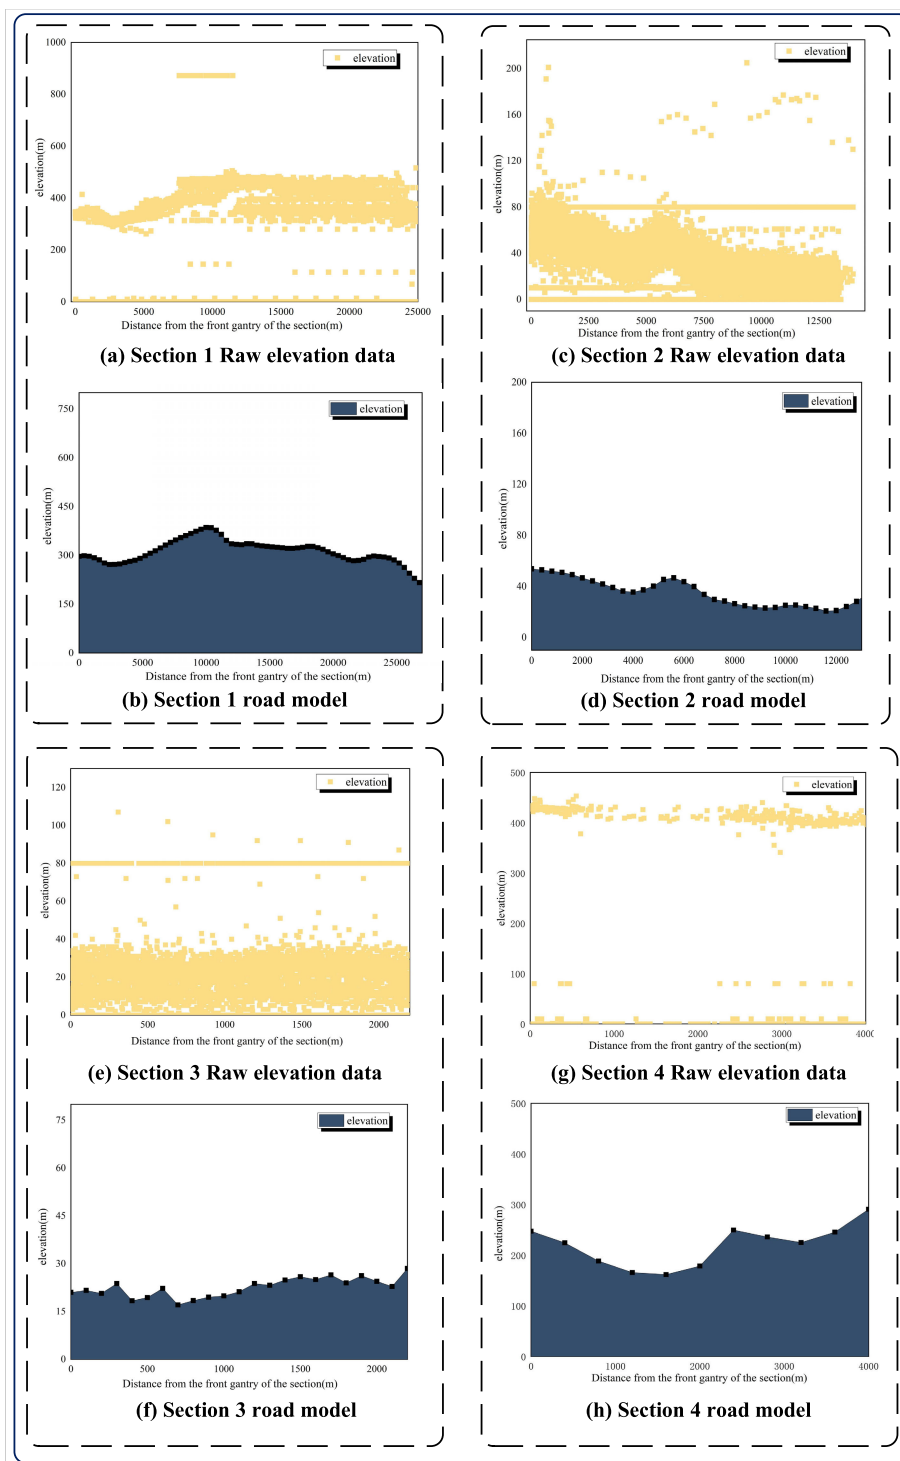 1000
800
600
400
200
0
elevation(m)
elevation
0 5000 10000 15000 20000 25000
Distance from the front gantry of the section(m)
(a) Section 1 Raw elevation data
750
600
450
300
150
0
elevation(m)
elevation
0 5000 10000 15000 20000 25000
Distance from the front gantry of the section(m)
(b) Section 1 road model
200
160
120
80
40
0
elevation(m)
elevation
0 2500 5000 7500 10000 12500
Distance from the front gantry of the section(m)
(c) Section 2 Raw elevation data
200
160
120
80
40
0
elevation(m)
elevation
0 2000 4000 6000 8000 10000 12000
Distance from the front gantry of the section(m)
(d) Section 2 road model
120
100
80
60
40
20
0
elevation(m)
elevation
0 500 1000 1500 2000
Distance from the front gantry of the section(m)
(e) Section 3 Raw elevation data
75
60
45
30
15
0
elevation(m)
elevation
0 500 1000 1500 2000
Distance from the front gantry of the section(m)
(f) Section 3 road model
500
400
300
200
100
0
elevation(m)
elevation
0 1000 2000 3000 4000
Distance from the front gantry of the section(m)
(g) Section 4 Raw elevation data
500
400
300
200
100
0
elevation(m)
elevation
0 1000 2000 3000 4000
Distance from the front gantry of the section(m)
(h) Section 4 road model